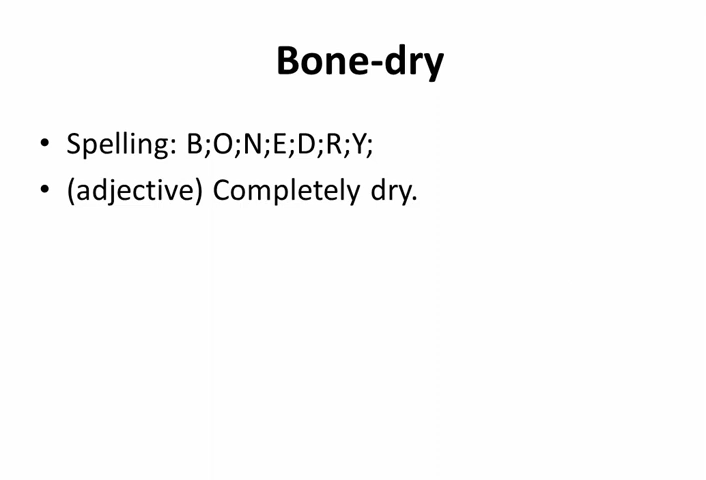 Bone-dry
• Spelling: B;O;N;E;D;R;Y;
• (adjective) Completely dry.